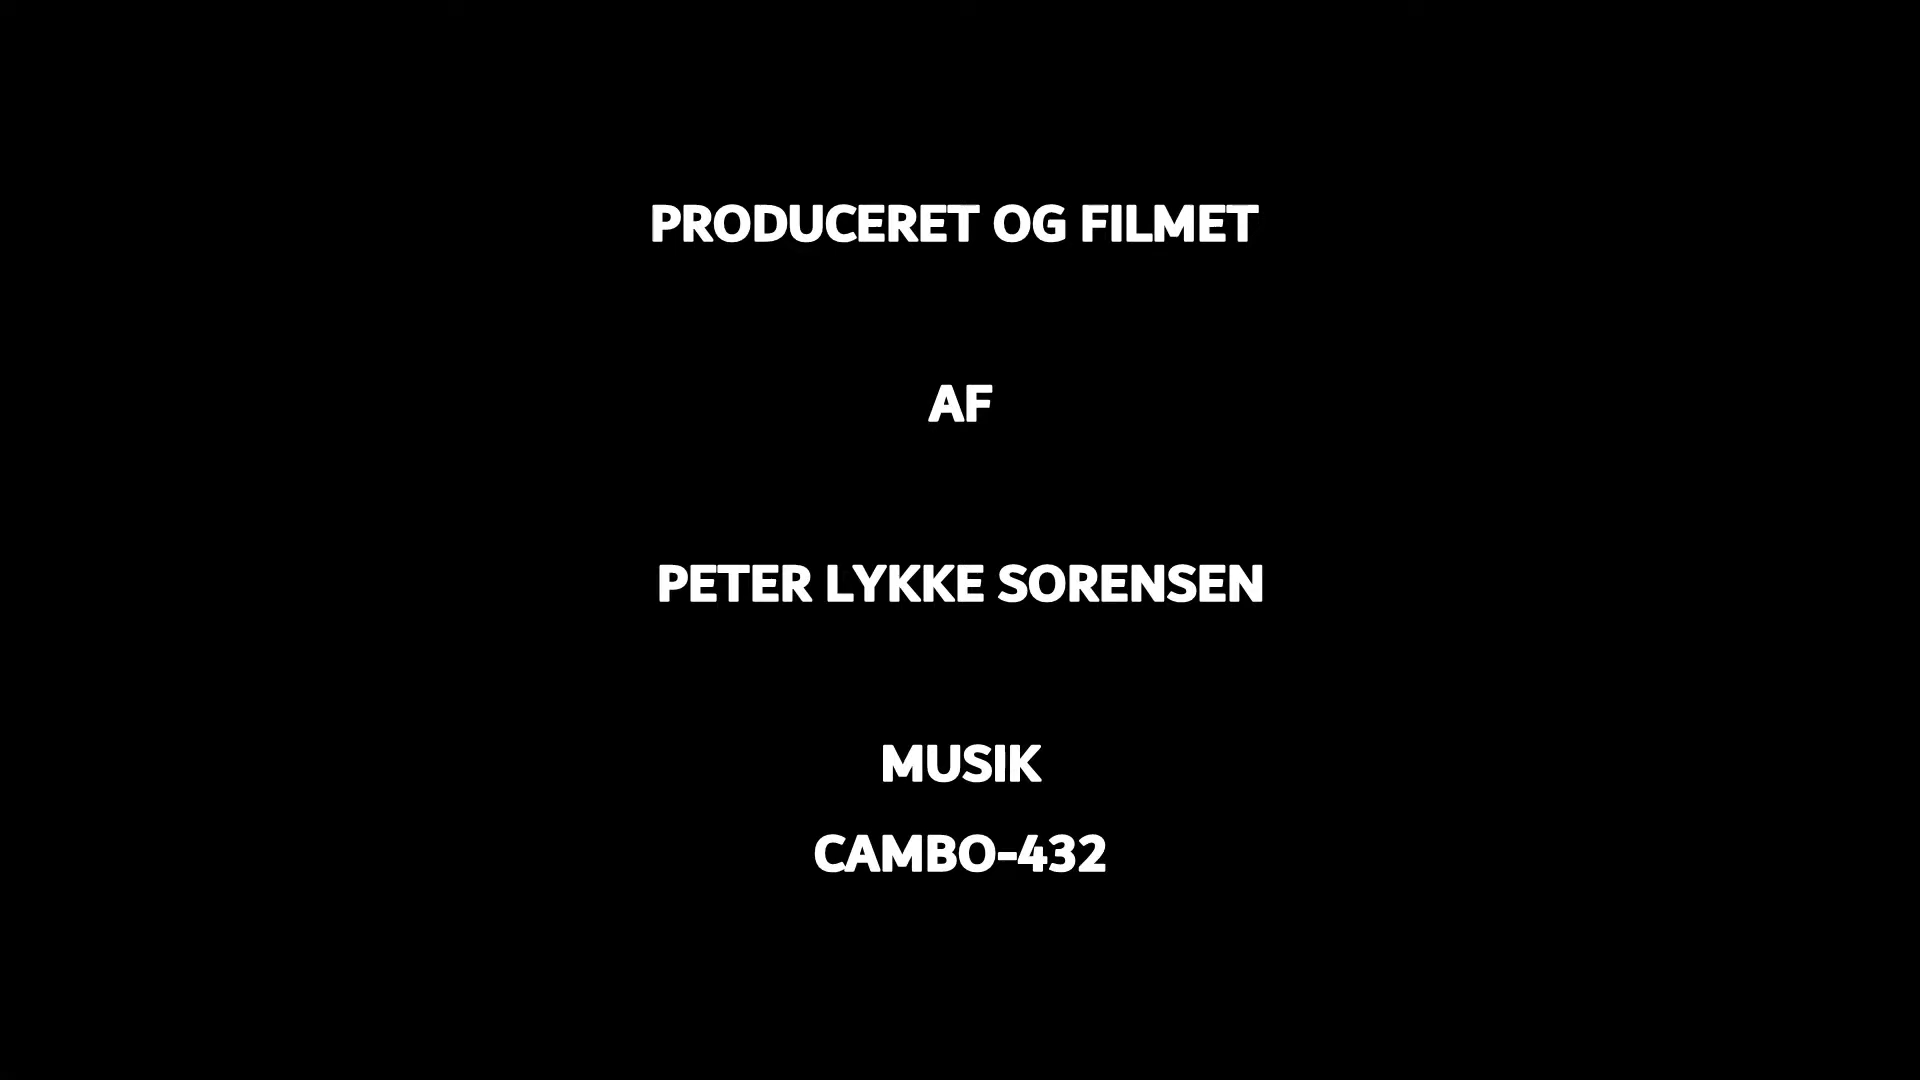 PRODUCERET OG FILMET
AF
PETER LYKKE SORENSEN
MUSIK
CAMBO-432